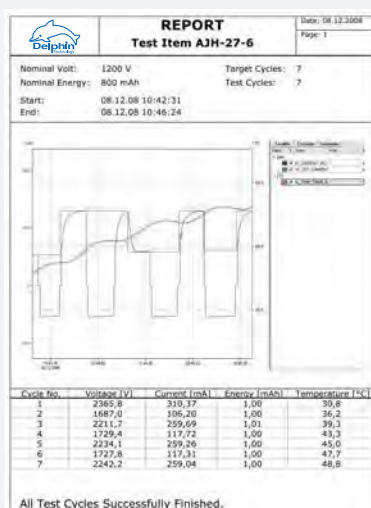 Delphin
Technology
REPORT
Test Item AJH-27-6
Date: 08.12.2008
Page: 1
Nominal Volt: 1200 V Target Cycles: 7
Nominal Energy: 800 mAh Test Cycles: 7
Start: 08.12.08 10:42:31
End: 08.12.08 10:46:24
Cycle No. Voltage [V] Current [mA] Energy [mAh] Temperature [°C]
1 2365,8 310,37 1,00 30,8
2 1687,0 106,20 1,00 36,2
3 2211,7 259,69 1,01 39,3
4 1729,4 117,72 1,00 43,3
5 2234,1 259,26 1,00 45,0
6 1727,8 117,31 1,00 47,7
7 2242,2 259,04 1,00 48,8
All Test Cycles Successfully Finished.